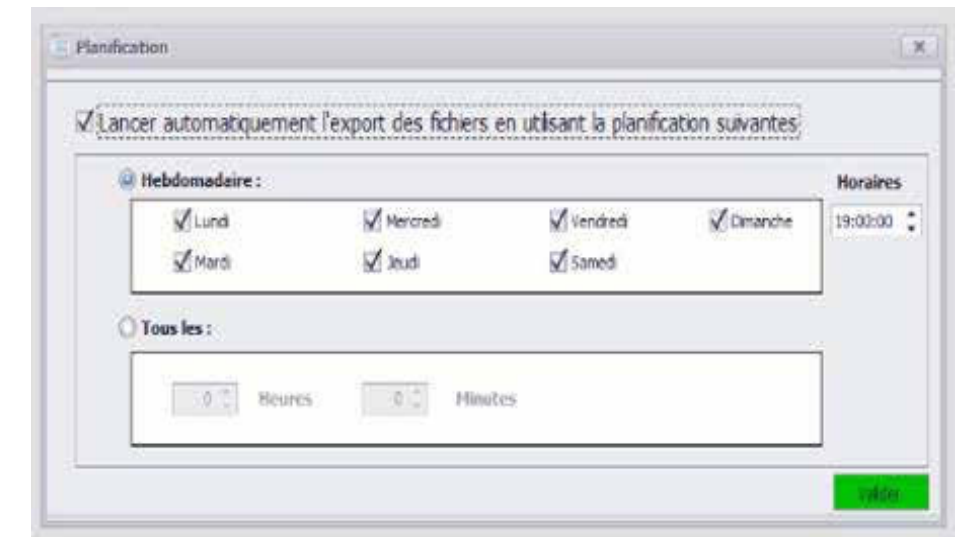 Planification
Lancer automatiquement l'export des fichiers en utilisant la planification suivantes
Hebdomadaire :
Horaires
Lundi
Mercredi
Vendredi
Dimanche
19:00:00
Mardi
Jeudi
Samedi
Tous les :
0 Heures
0 Minutes
Valider